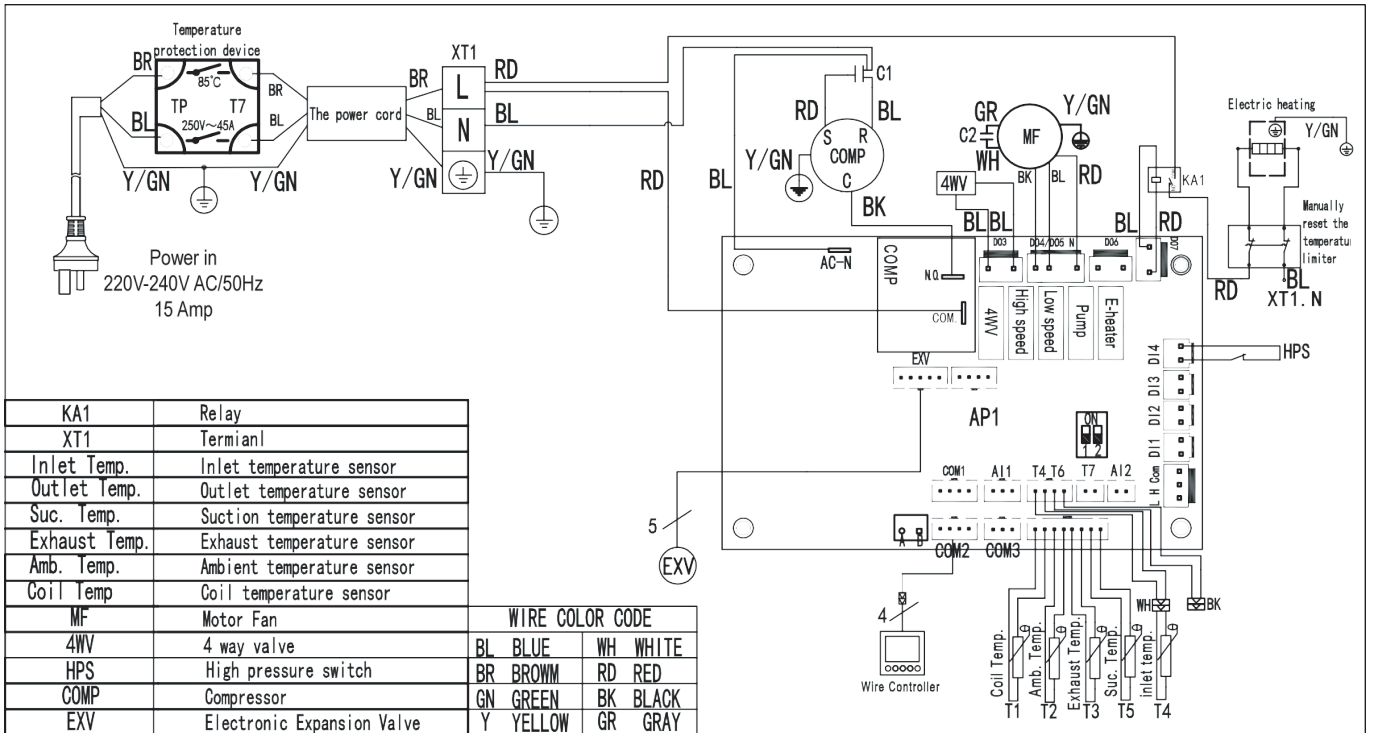 Temperature
protection device
BR
85℃
BR
TP T7
BL
250V~45A
BL
Y/GN
Y/GN
The power cord
BR
BL
Y/GN
XT1
L
N
RD
BL
Y/GN
Power in
220V-240V AC/50Hz
15 Amp
C1
RD
BL
S R
COMP
C
Y/GN
BK
RD
BL
GR
C2
WH
MF
Y/GN
BK
BL
RD
4WV
BL
BL
BL
RD
KA1
Electric heating
Y/GN
Manually
reset the
temperatu
limiter
RD
BL
XT1. N
AC-N
COMP
N.O.
COM
D03
D04/D05 N
D06
D07
4WV
High speed
Low speed
Pump
E-heater
EXV
AP1
ON
1 2
DI4
DI3
DI2
DI1
L H Com
HPS
COM1 AI1 T4 T6 T7 AI2
A B
COM2 COM3
5
EXV
4
Wire Controller
WH
BK
Coil Temp.
Amb. Temp.
Exhaust Temp.
Suc. Temp.
inlet temp.
θ θ θ θ θ
T1 T2 T3 T5 T4
KA1 Relay
XT1 Termianl
Inlet Temp. Inlet temperature sensor
Outlet Temp. Outlet temperature sensor
Suc. Temp. Suction temperature sensor
Exhaust Temp. Exhaust temperature sensor
Amb. Temp. Ambient temperature sensor
Coil Temp Coil temperature sensor
MF Motor Fan
4WV 4 way valve
HPS High pressure switch
COMP Compressor
EXV Electronic Expansion Valve
WIRE COLOR CODE
BL BLUE WH WHITE
BR BROWM RD RED
GN GREEN BK BLACK
Y YELLOW GR GRAY